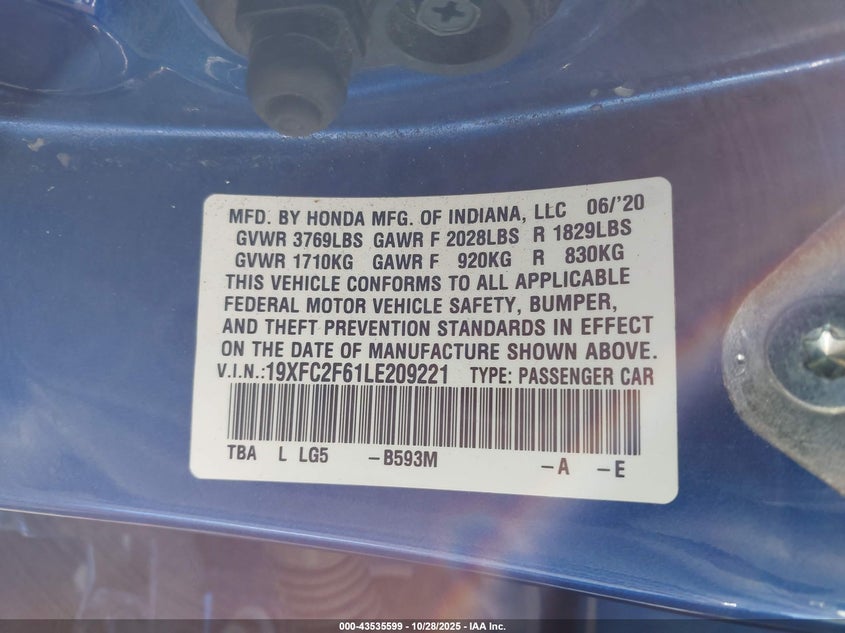 MFD. BY HONDA MFG. OF INDIANA, LLC 06/'20
GVWR 3769LBS GAWR F 2028LBS R 1829LBS
GVWR 1710KG GAWR F 920KG R 830KG
THIS VEHICLE CONFORMS TO ALL APPLICABLE
FEDERAL MOTOR VEHICLE SAFETY, BUMPER,
AND THEFT PREVENTION STANDARDS IN EFFECT
ON THE DATE OF MANUFACTURE SHOWN ABOVE.
V.I.N.:19XFC2F61LE209221 TYPE: PASSENGER CAR
TBA L LG5 -B593M -A -E
000-43535599 - 10/28/2025 - IAA Inc.